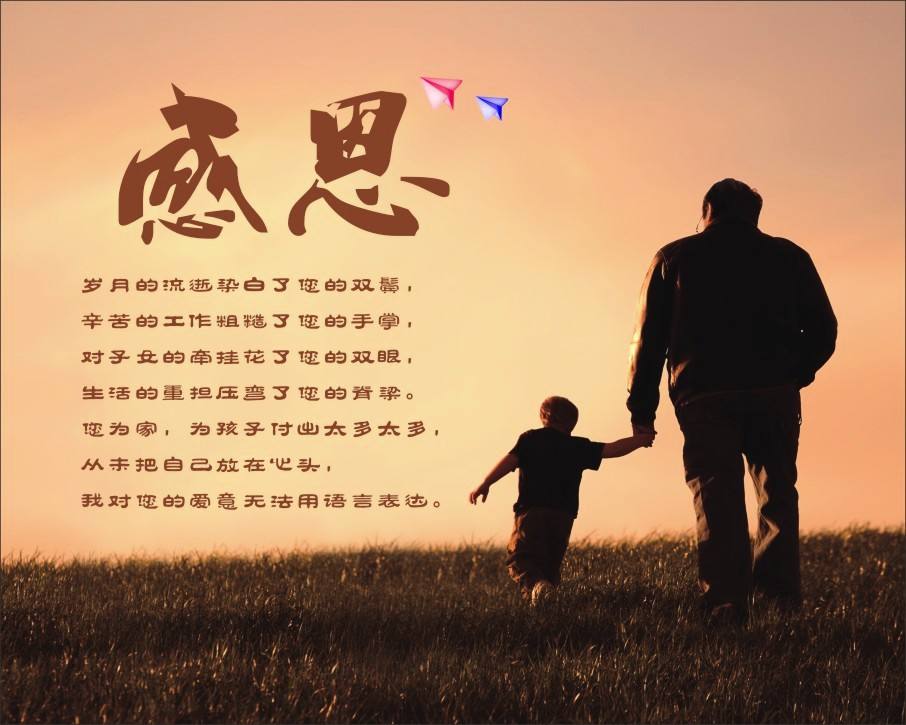 感恩
岁月的流逝染白了您的双鬓，
辛苦的工作粗糙了您的手掌，
对子女的牵挂花了您的双眼，
生活的重担压弯了您的脊梁。
您为家，为孩子付出太多太多，
从未把自己放在心头，
我对您的爱意无法用语言表达。